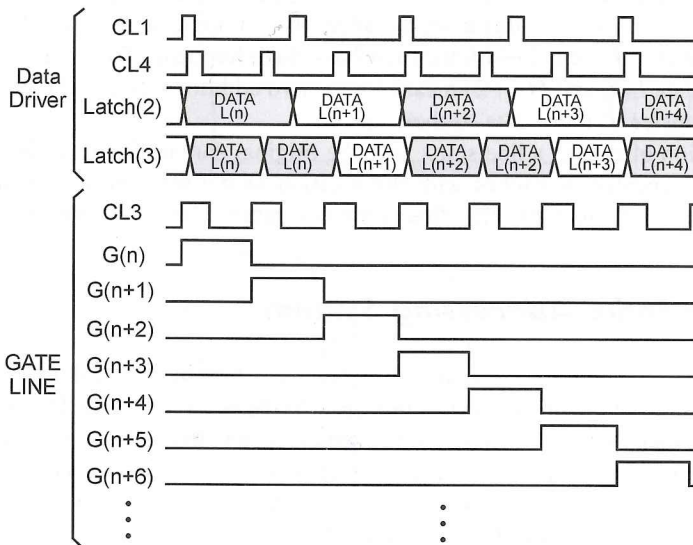 CL1
CL4
Data
Driver
Latch(2)
DATA L(n)
DATA L(n+1)
DATA L(n+2)
DATA L(n+3)
DATA L(n+4)
Latch(3)
DATA L(n)
DATA L(n)
DATA L(n+1)
DATA L(n+2)
DATA L(n+2)
DATA L(n+3)
DATA L(n+4)
CL3
G(n)
G(n+1)
G(n+2)
GATE
LINE
G(n+3)
G(n+4)
G(n+5)
G(n+6)